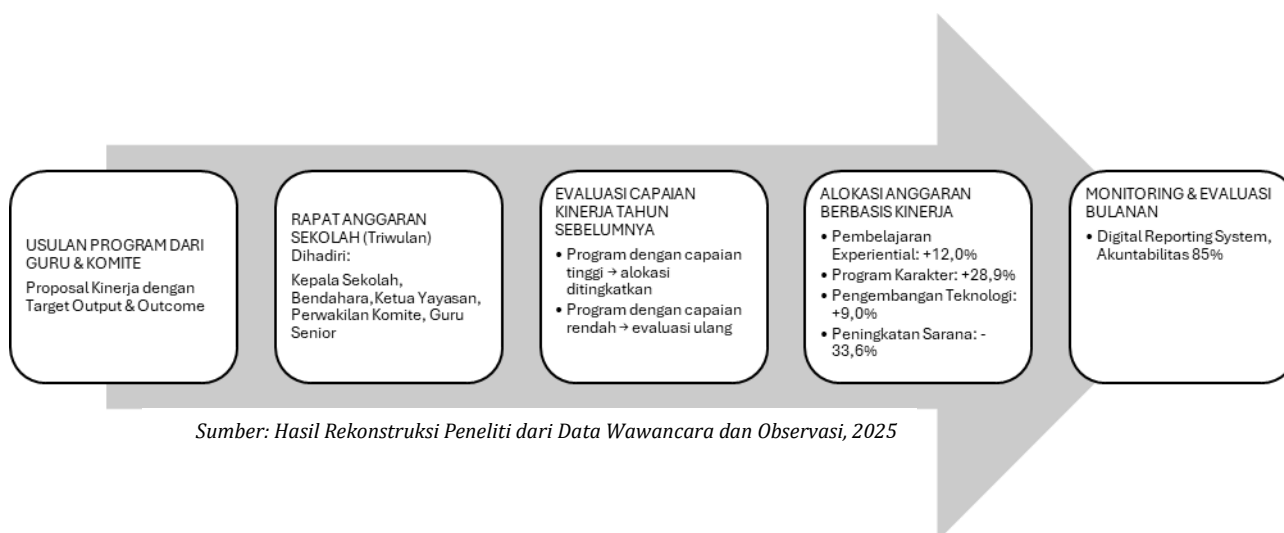 USULAN PROGRAM DARI
GURU & KOMITE
Proposal Kinerja dengan
Target Output & Outcome
RAPAT ANGGARAN
SEKOLAH (Triwulan)
Dihadiri:
Kepala Sekolah,
Bendahara, Ketua Yayasan,
Perwakilan Komite, Guru
Senior
EVALUASI CAPAIAN
KINERJA TAHUN
SEBELUMNYA
• Program dengan capaian
tinggi → alokasi
ditingkatkan
• Program dengan capaian
rendah → evaluasi ulang
ALOKASI ANGGARAN
BERBASIS KINERJA
• Pembelajaran
Experiential: +12,0%
• Program Karakter: +28,9%
• Pengembangan Teknologi:
+9,0%
• Peningkatan Sarana: -
33,6%
MONITORING & EVALUASI
BULANAN
• Digital Reporting System,
Akuntabilitas 85%
Sumber: Hasil Rekonstruksi Peneliti dari Data Wawancara dan Observasi, 2025